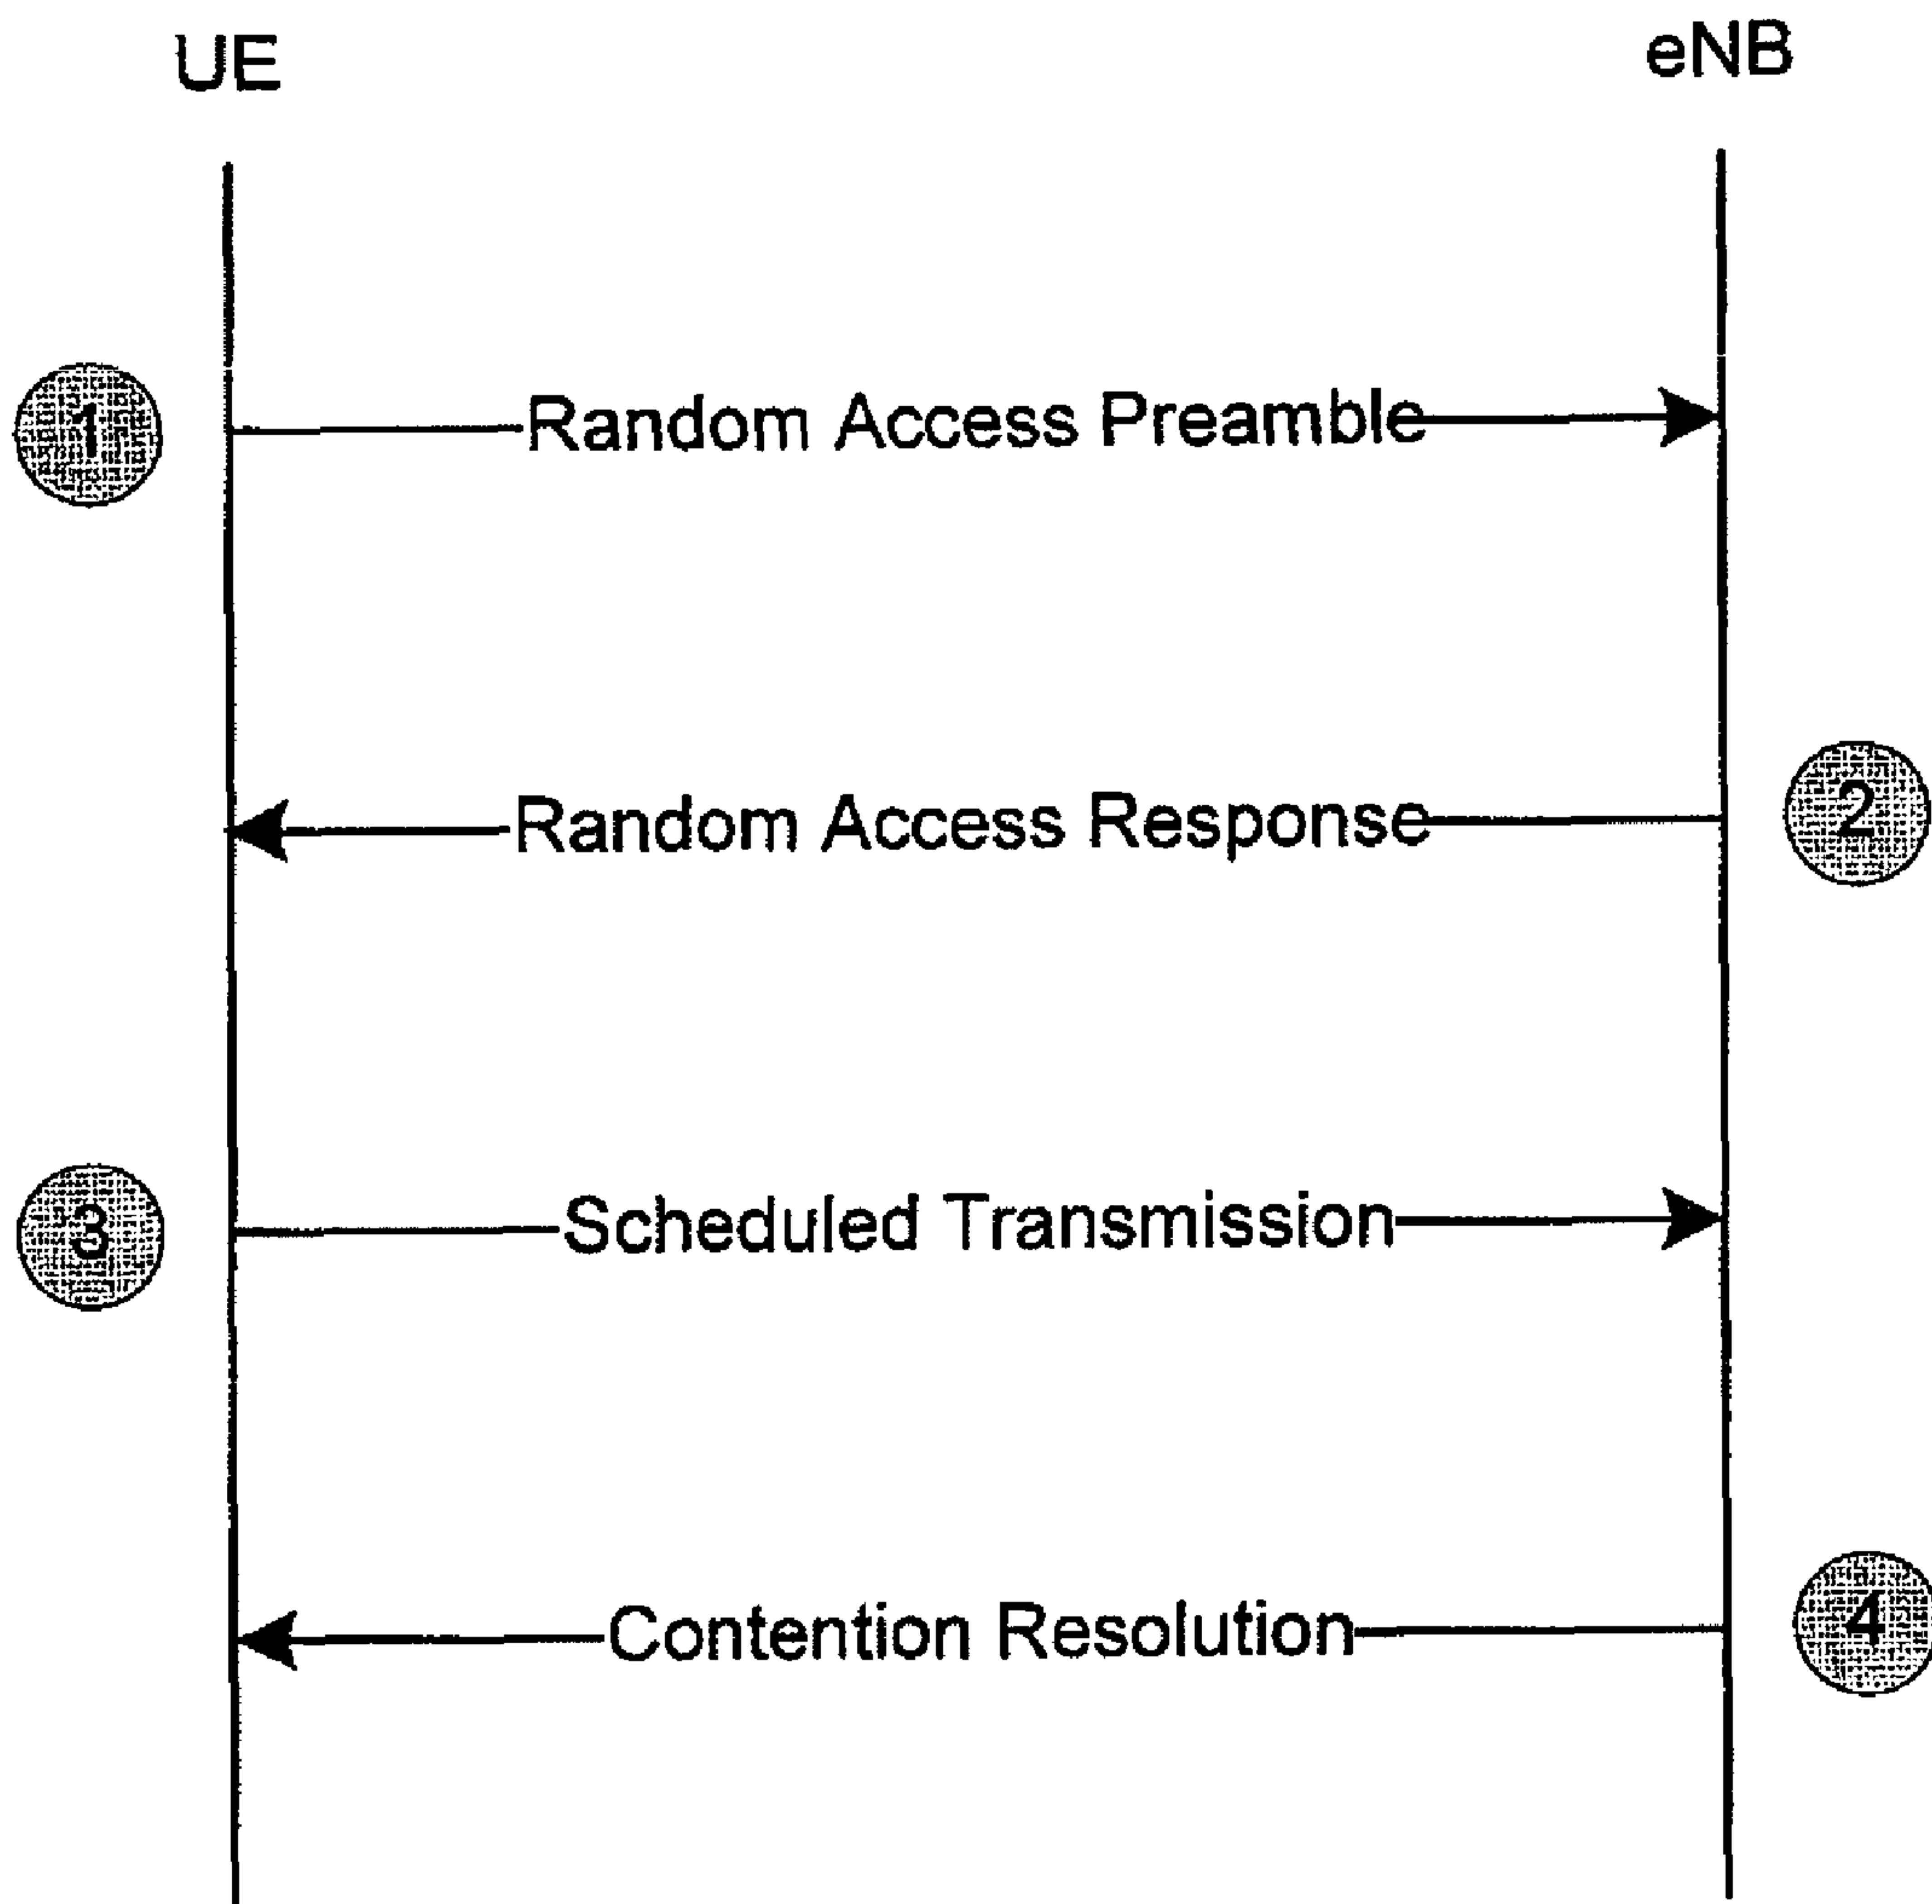 UE
eNB
1
Random Access Preamble
Random Access Response
2
3
Scheduled Transmission
Contention Resolution
4